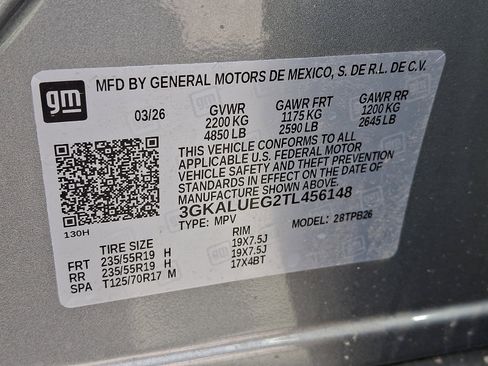 gm
MFD BY GENERAL MOTORS DE MEXICO, S. DE R.L. DE C.V.
03/26 GVWR GAWR FRT GAWR RR
2200 KG 1175 KG 1200 KG
4850 LB 2590 LB 2645 LB
THIS VEHICLE CONFORMS TO ALL
APPLICABLE U.S. FEDERAL MOTOR
VEHICLE SAFETY AND THEFT PREVENTION
STANDARDS IN EFFECT ON THE DATE OF
MANUFACTURE SHOWN ABOVE.
3GKALUEG2TL456148
130H TYPE: MPV MODEL: 28TPB26
TIRE SIZE RIM
FRT 235/55R19 H 19X7.5J
RR 235/55R19 H 19X7.5J
SPA T125/70R17 M 17X4BT